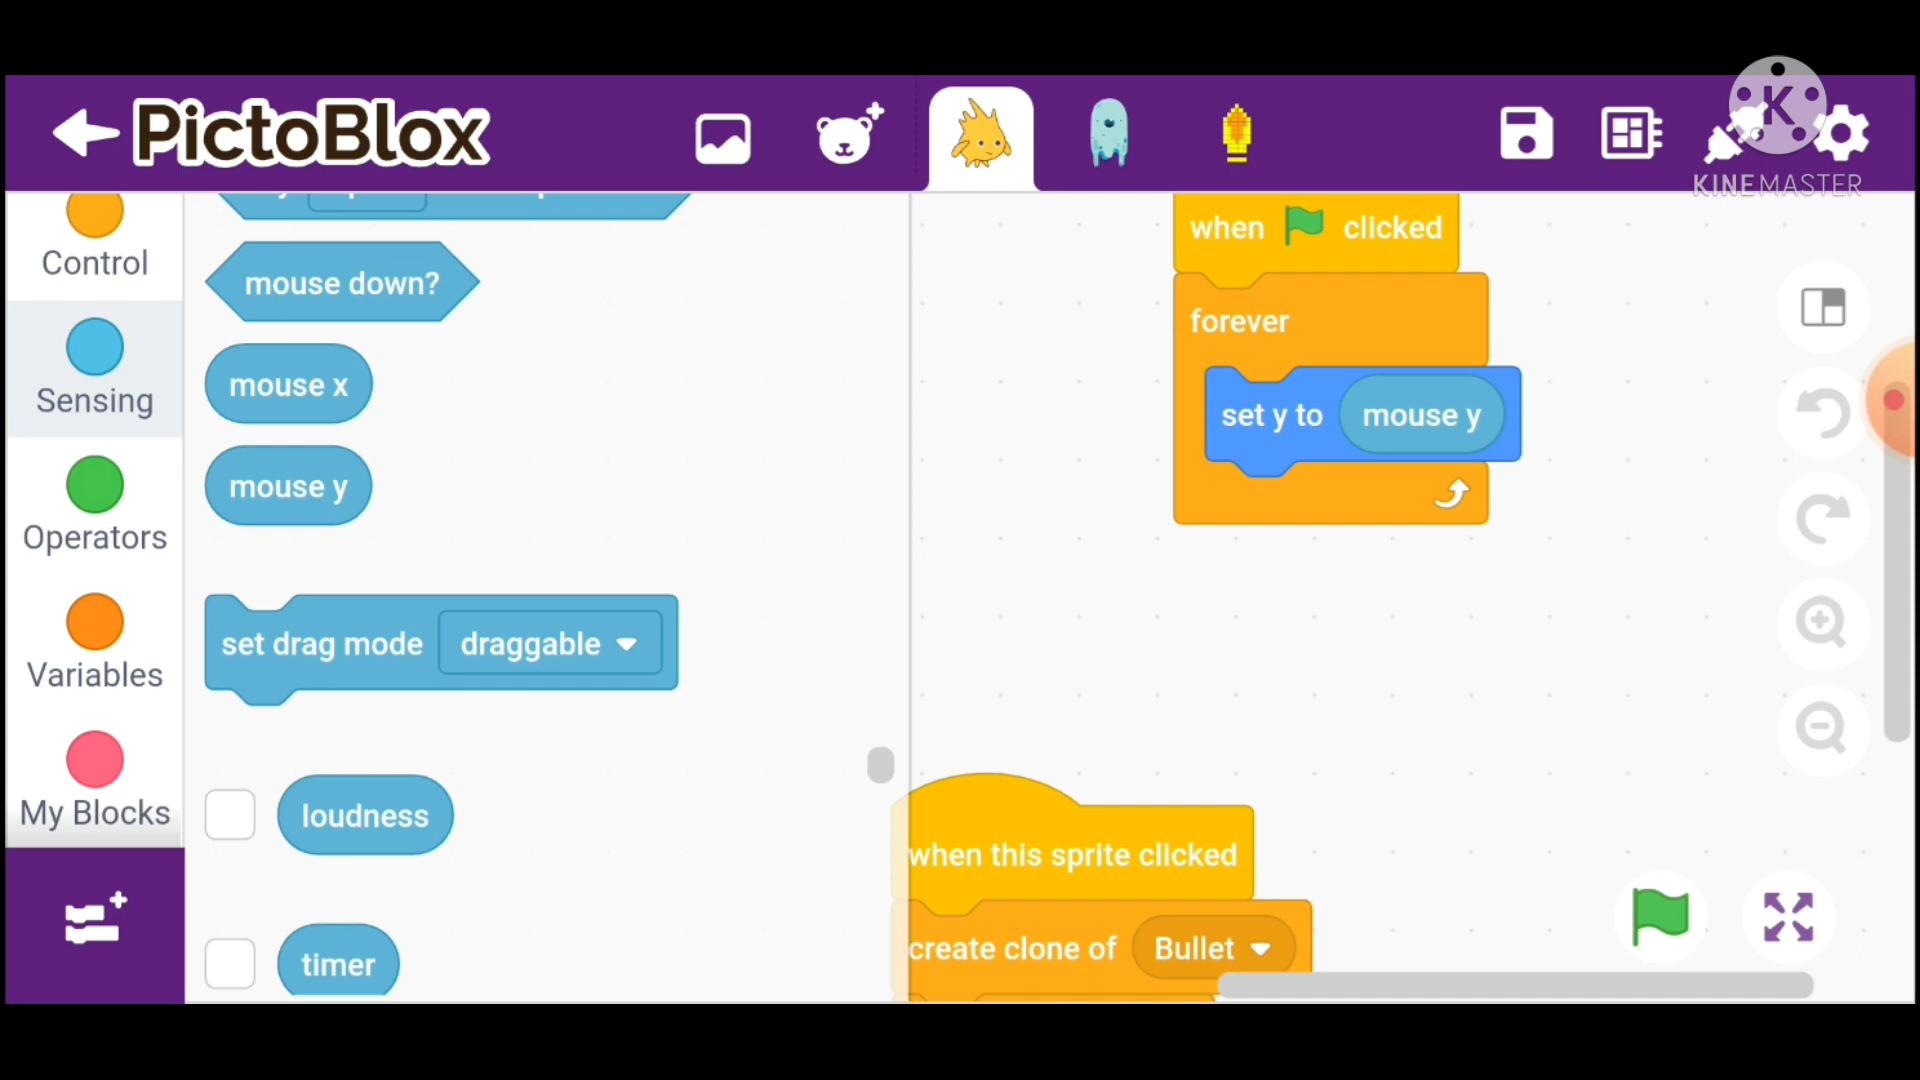 PictoBlox
K
KINEMASTER
Control
Sensing
Operators
Variables
My Blocks
mouse down?
mouse x
mouse y
set drag mode draggable
loudness
timer
when clicked
forever
set y to mouse y
when this sprite clicked
create clone of Bullet